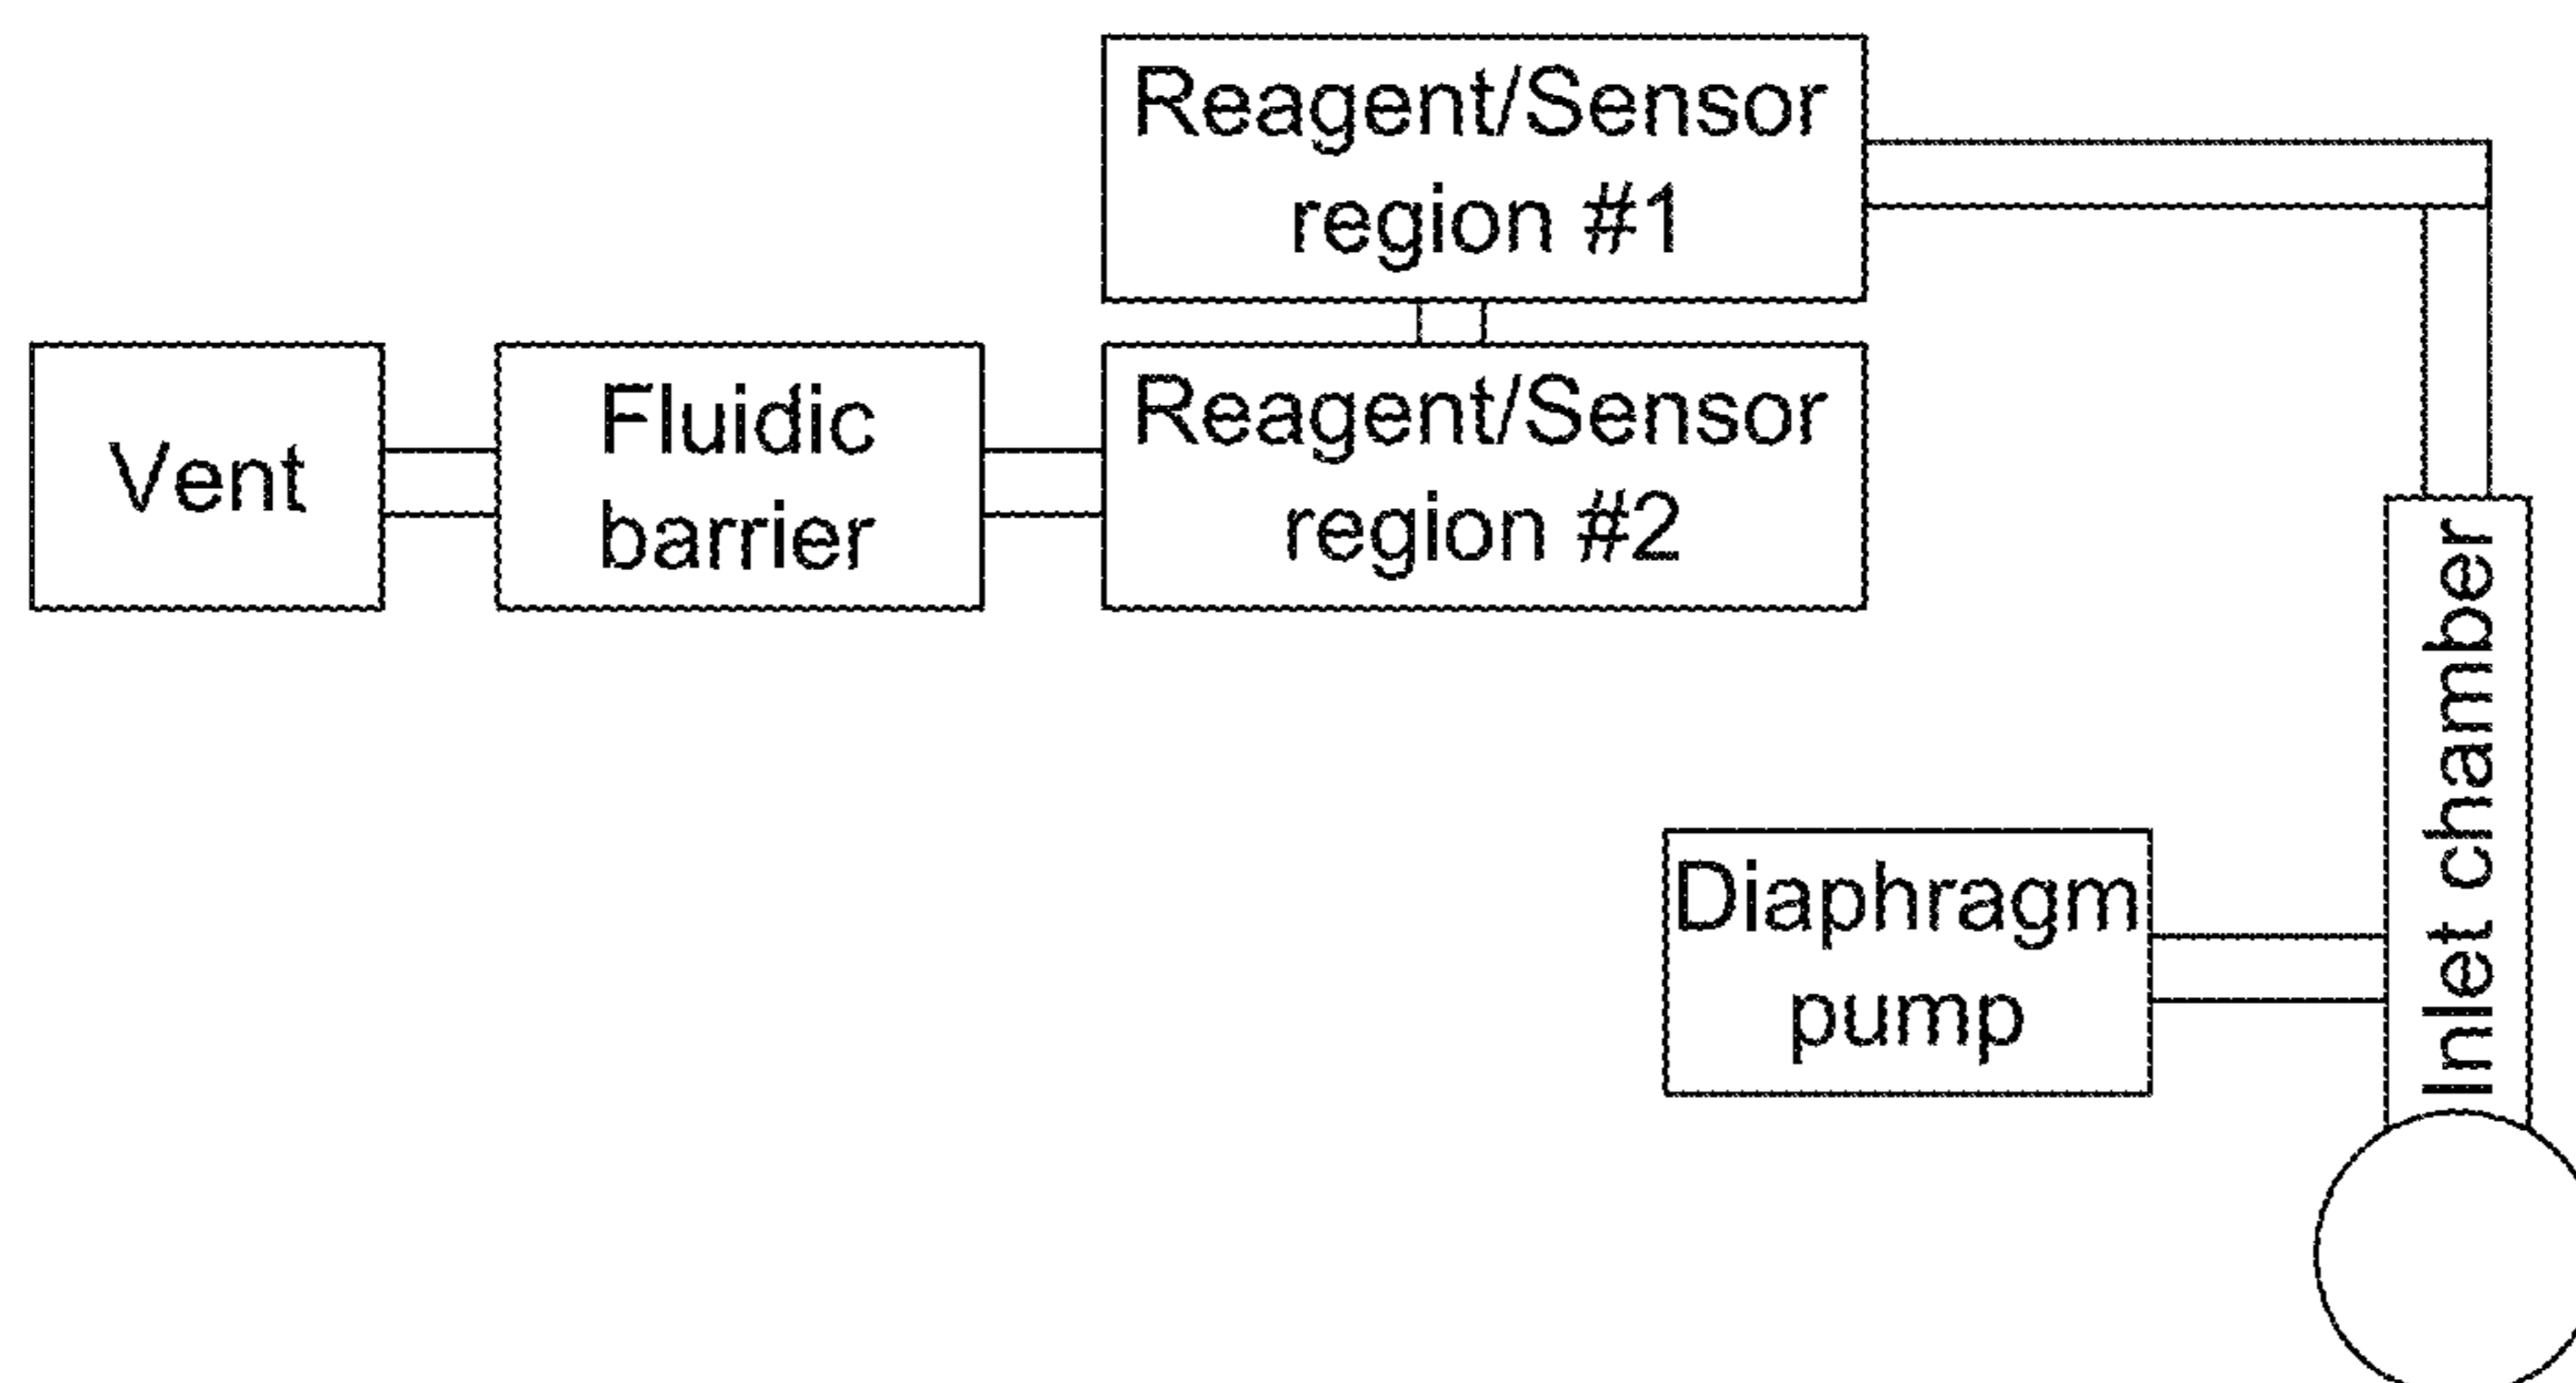 Reagent/Sensor
region #1
Vent
Fluidic
barrier
Reagent/Sensor
region #2
Inlet chamber
Diaphragm
pump